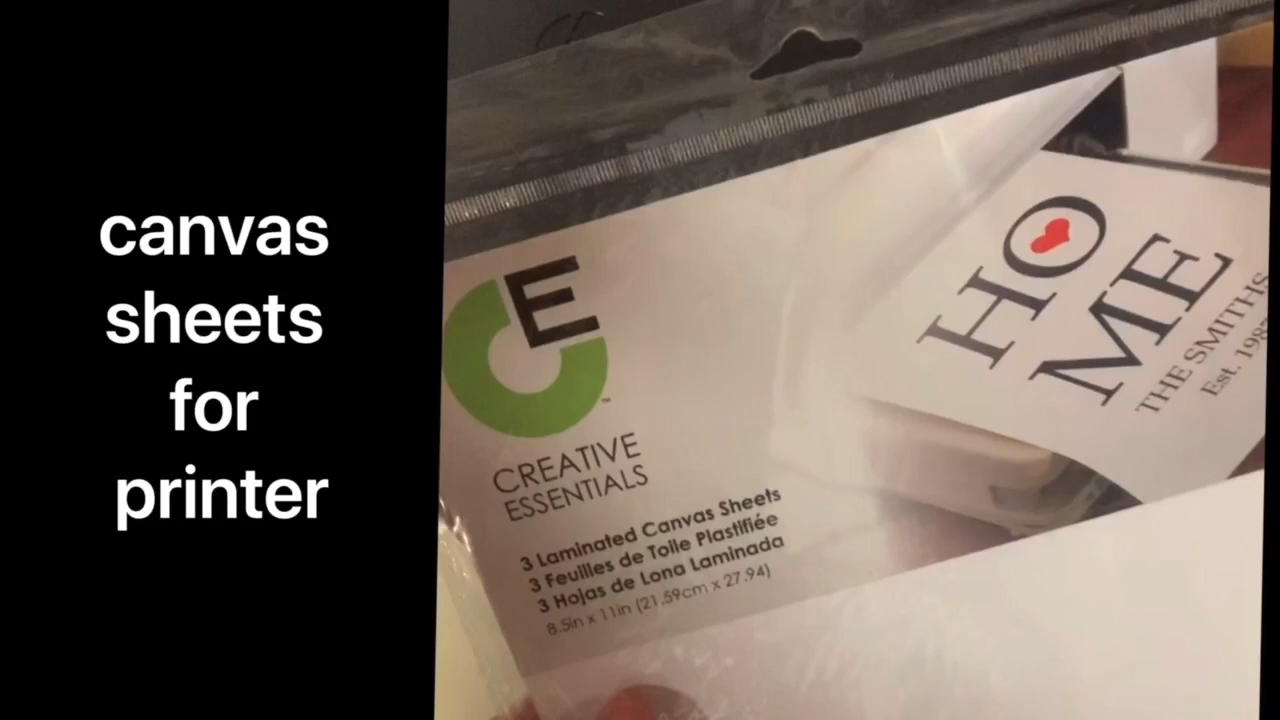 canvas
sheets
for
printer
CE
™
CREATIVE
ESSENTIALS
3 Laminated Canvas Sheets
3 Feuilles de Toile Plastifiée
3 Hojas de Lona Laminada
8.5in x 11in (21.59cm x 27.94)
HO
ME
THE SMITHS
Est. 198